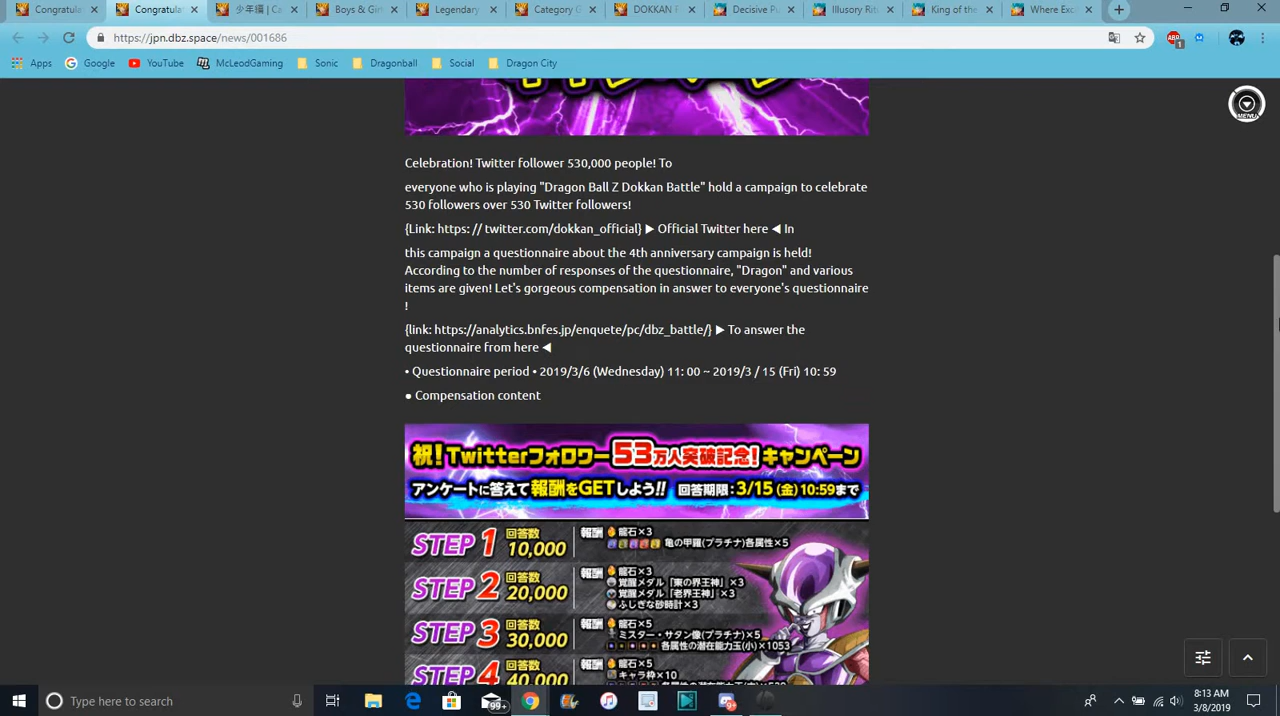 Congratulat
Congratulat
少年編 | Ca
Boys & Girl
Legendary
Category G
DOKKAN F
Decisive Pu
Illusory Rit
King of the
Where Exc
https://jpn.dbz.space/news/001686
ABP
1
Apps
Google
YouTube
McLeodGaming
Sonic
Dragonball
Social
Dragon City
MENU
Celebration! Twitter follower 530,000 people! To
everyone who is playing "Dragon Ball Z Dokkan Battle" hold a campaign to celebrate
530 followers over 530 Twitter followers!
{Link: https: // twitter.com/dokkan_official} ▶ Official Twitter here ◀ In
this campaign a questionnaire about the 4th anniversary campaign is held!
According to the number of responses of the questionnaire, "Dragon" and various
items are given! Let's gorgeous compensation in answer to everyone's questionnaire
!
{link: https://analytics.bnfes.jp/enquete/pc/dbz_battle/} ▶ To answer the
questionnaire from here ◀
• Questionnaire period • 2019/3/6 (Wednesday) 11: 00 ~ 2019/3 / 15 (Fri) 10: 59
● Compensation content
祝!Twitterフォロワー53万人突破記念!キャンペーン
アンケートに答えて報酬をGETしよう!! 回答期限:3/15(金)10:59まで
STEP 1 回答数 10,000 報酬 龍石×3
亀の甲羅(プラチナ)各属性×5
STEP 2 回答数 20,000 報酬 龍石×3
覚醒メダル「東の界王神」×3
覚醒メダル「老界王神」×3
ふしぎな砂時計×3
STEP 3 回答数 30,000 報酬 龍石×5
ミスター・サタン像(プラチナ)×5
各属性の潜在能力玉(小)×1053
STEP 4 回答数 40,000 報酬 龍石×5
キャラ枠×10
Type here to search
99+
9+
8:13 AM
3/8/2019